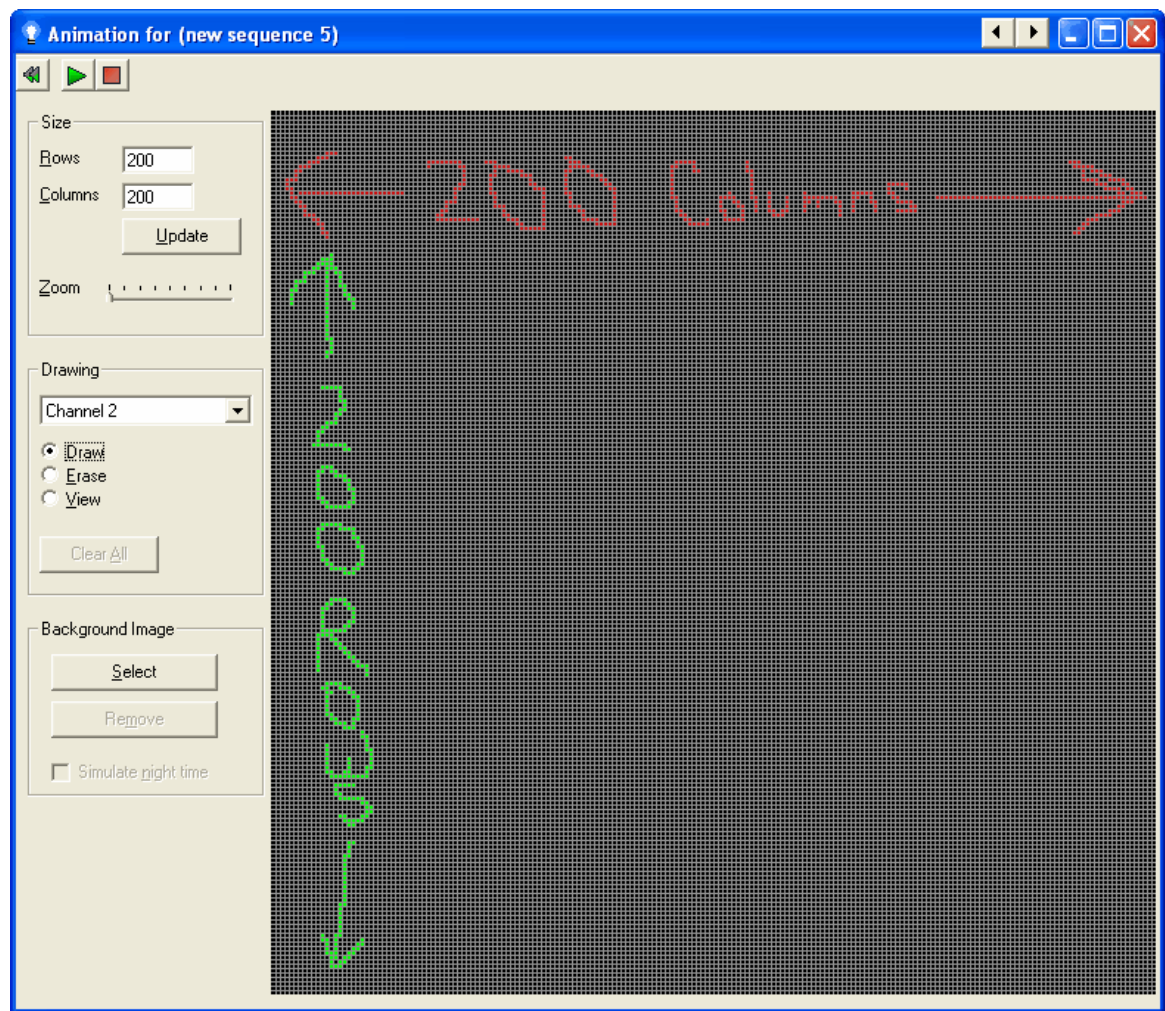 Animation for (new sequence 5)
Size
Rows 200
Columns 200
Update
Zoom
Drawing
Channel 2
Draw
Erase
View
Clear All
Background Image
Select
Remove
Simulate night time
200 Columns
200 ROWS